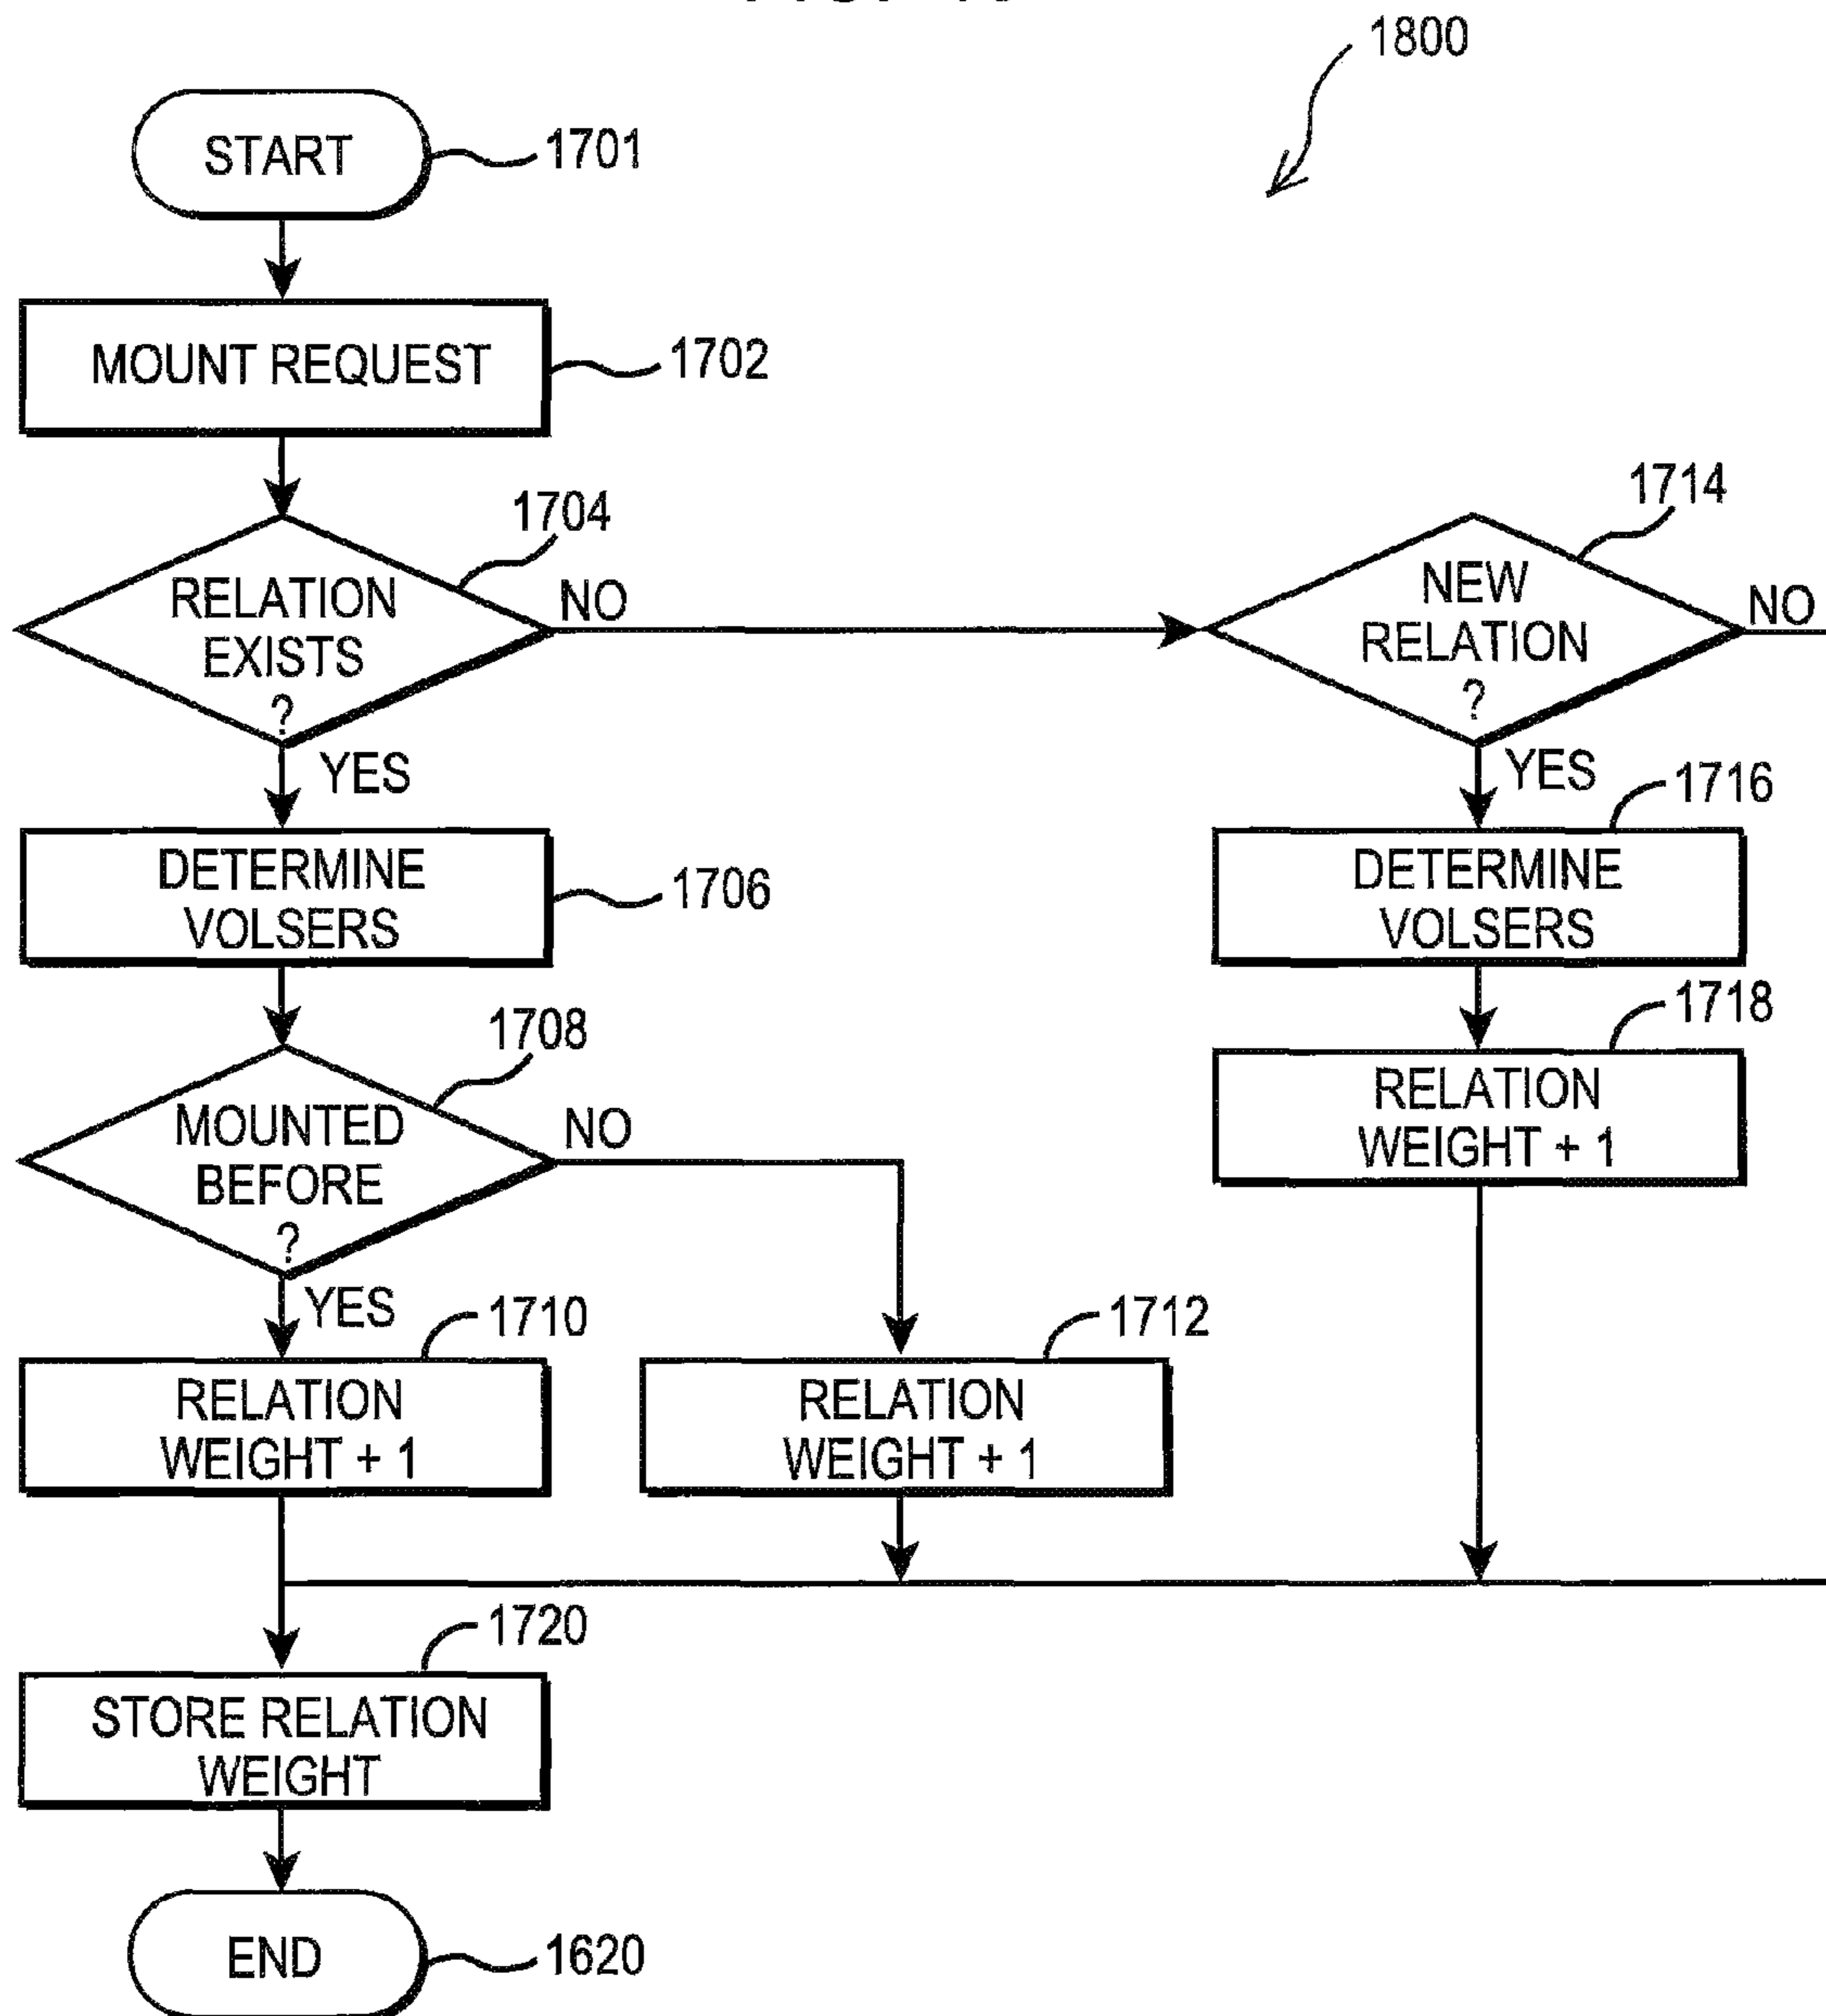 1800
START
1701
MOUNT REQUEST
1702
1704
RELATION
EXISTS
?
NO
1714
NEW
RELATION
?
NO
YES
YES
DETERMINE
VOLSERS
1706
1716
DETERMINE
VOLSERS
1708
MOUNTED
BEFORE
?
NO
1718
RELATION
WEIGHT + 1
YES
1710
RELATION
WEIGHT + 1
1712
RELATION
WEIGHT + 1
1720
STORE RELATION
WEIGHT
END
1620